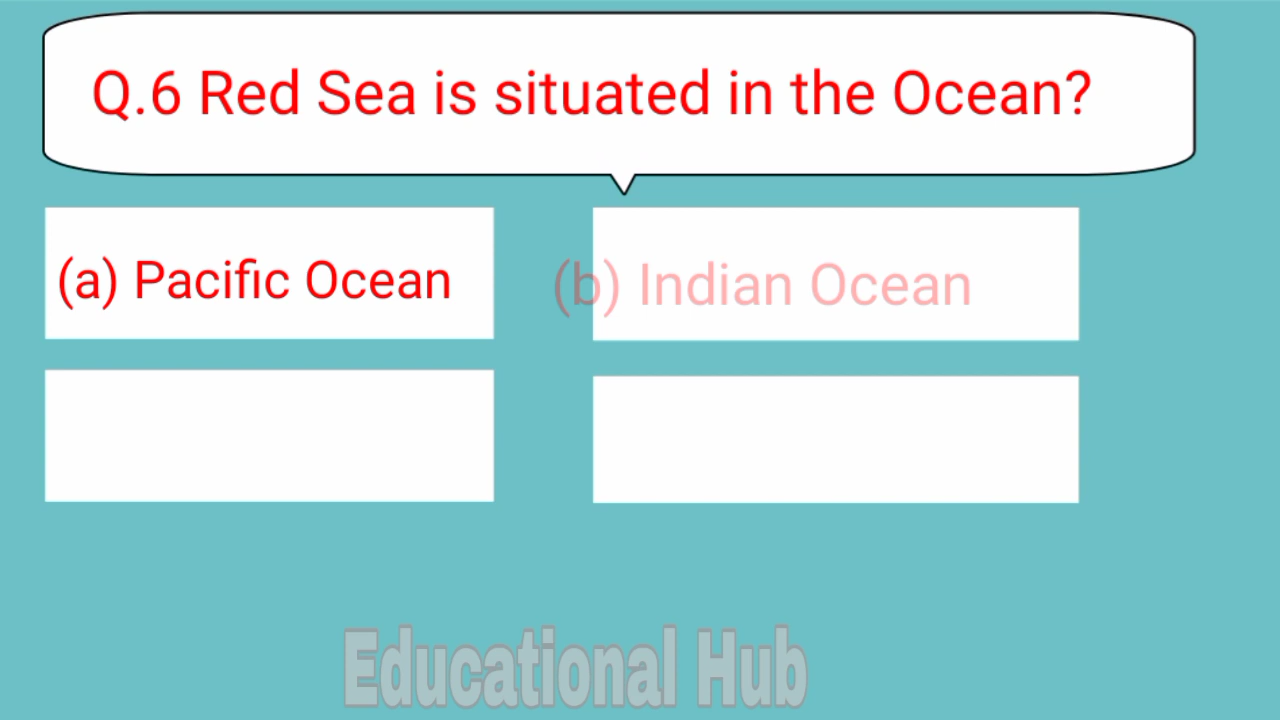 Q.6 Red Sea is situated in the Ocean?
(a) Pacific Ocean
(b) Indian Ocean
Educational Hub